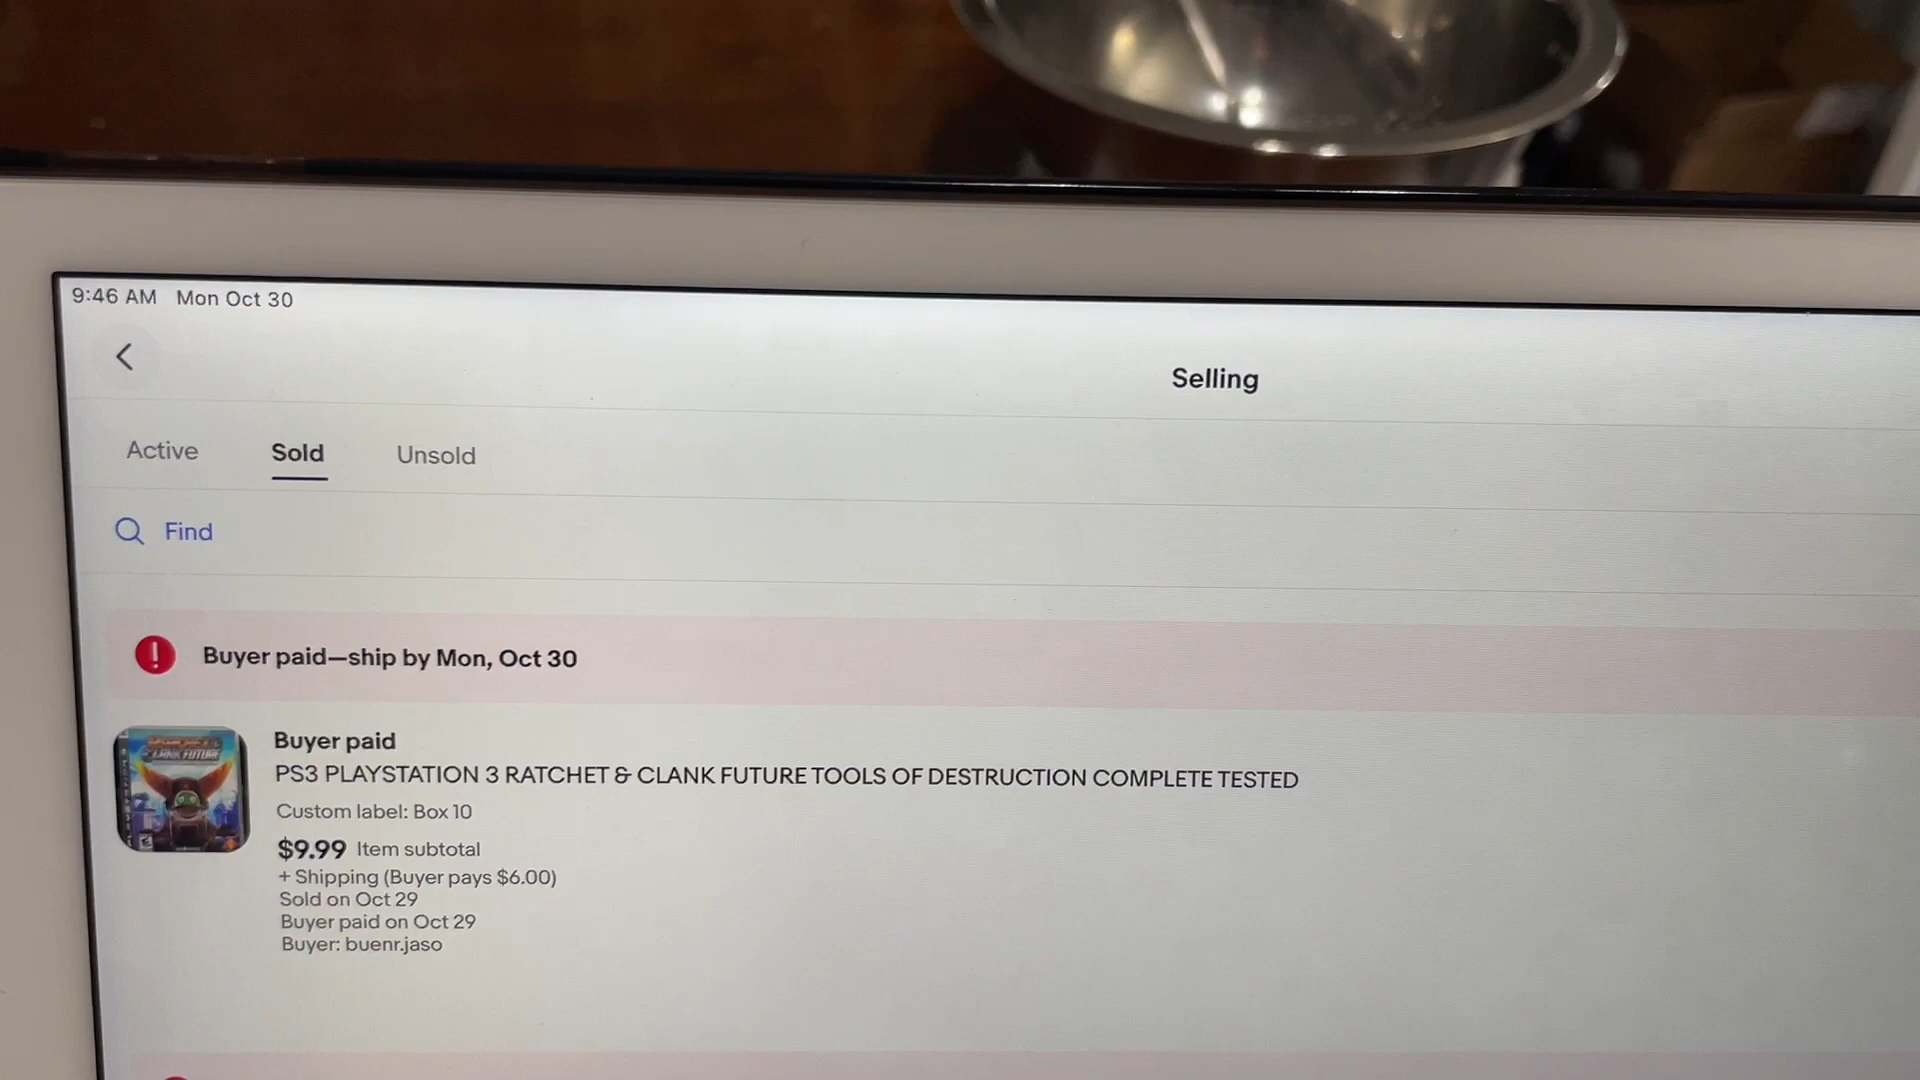 9:46 AM Mon Oct 30
Selling
Active Sold Unsold
Find
Buyer paid—ship by Mon, Oct 30
Buyer paid
PS3 PLAYSTATION 3 RATCHET & CLANK FUTURE TOOLS OF DESTRUCTION COMPLETE TESTED
Custom label: Box 10
$9.99 Item subtotal
+ Shipping (Buyer pays $6.00)
Sold on Oct 29
Buyer paid on Oct 29
Buyer: buenr.jaso